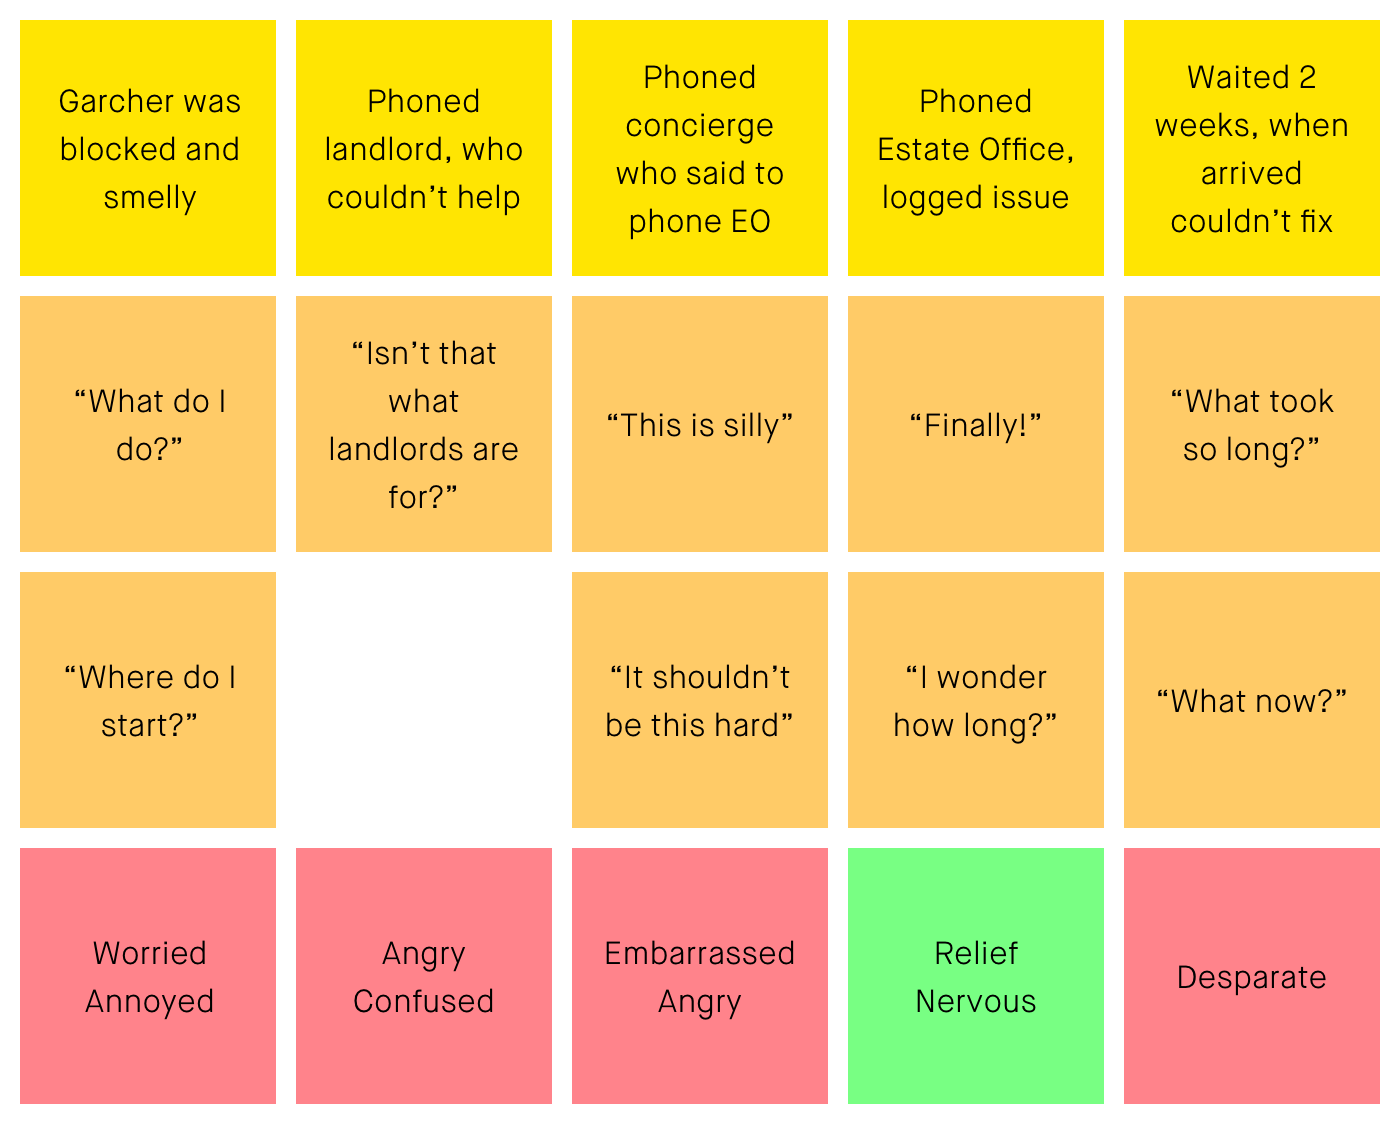 Garcher was
blocked and
smelly
Phoned
landlord, who
couldn’t help
Phoned
concierge
who said to
phone EO
Phoned
Estate Office,
logged issue
Waited 2
weeks, when
arrived
couldn’t fix
“What do I
do?”
“Isn’t that
what
landlords are
for?”
“This is silly”
“Finally!”
“What took
so long?”
“Where do I
start?”
“It shouldn’t
be this hard”
“I wonder
how long?”
“What now?”
Worried
Annoyed
Angry
Confused
Embarrassed
Angry
Relief
Nervous
Desparate